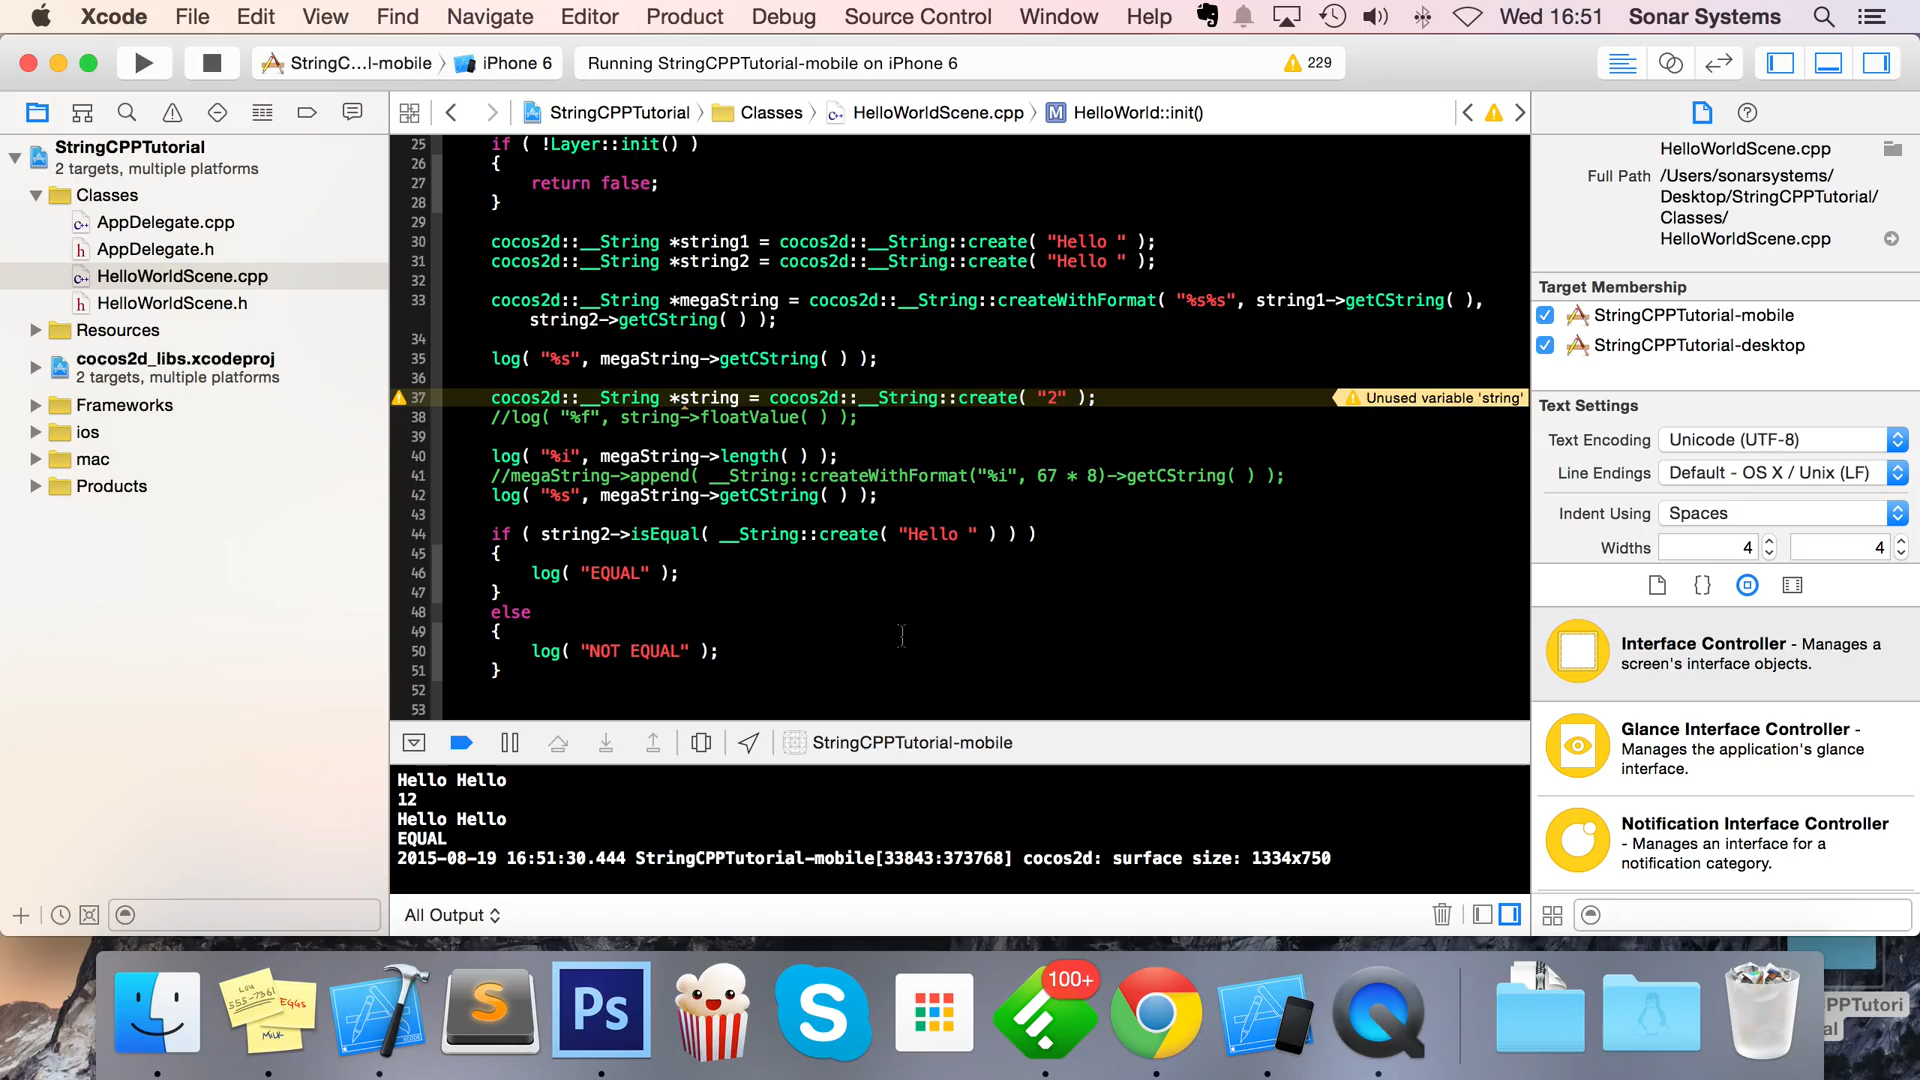 Xcode File Edit View Find Navigate Editor Product Debug Source Control Window Help Wed 16:51 Sonar Systems
StringC...l-mobile iPhone 6 Running StringCPPTutorial-mobile on iPhone 6 229
StringCPPTutorial Classes HelloWorldScene.cpp M HelloWorld::init()
StringCPPTutorial
2 targets, multiple platforms
Classes
AppDelegate.cpp
AppDelegate.h
HelloWorldScene.cpp
HelloWorldScene.h
Resources
cocos2d_libs.xcodeproj
2 targets, multiple platforms
Frameworks
ios
mac
Products
25 if ( !Layer::init() )
26 {
27 return false;
28 }
29
30 cocos2d::__String *string1 = cocos2d::__String::create( "Hello " );
31 cocos2d::__String *string2 = cocos2d::__String::create( "Hello " );
32
33 cocos2d::__String *megaString = cocos2d::__String::createWithFormat( "%s%s", string1->getCString( ),
string2->getCString( ) );
34
35 log( "%s", megaString->getCString( ) );
36
37 cocos2d::__String *string = cocos2d::__String::create( "2" ); Unused variable 'string'
38 //log( "%f", string->floatValue( ) );
39
40 log( "%i", megaString->length( ) );
41 //megaString->append( __String::createWithFormat("%i", 67 * 8)->getCString( ) );
42 log( "%s", megaString->getCString( ) );
43
44 if ( string2->isEqual( __String::create( "Hello " ) ) )
45 {
46 log( "EQUAL" );
47 }
48 else
49 {
50 log( "NOT EQUAL" );
51 }
52
53
StringCPPTutorial-mobile
Hello Hello
12
Hello Hello
EQUAL
2015-08-19 16:51:30.444 StringCPPTutorial-mobile[33843:373768] cocos2d: surface size: 1334x750
All Output
HelloWorldScene.cpp
Full Path /Users/sonarsystems/
Desktop/StringCPPTutorial/
Classes/
HelloWorldScene.cpp
Target Membership
StringCPPTutorial-mobile
StringCPPTutorial-desktop
Text Settings
Text Encoding Unicode (UTF-8)
Line Endings Default - OS X / Unix (LF)
Indent Using Spaces
Widths 4 4
Interface Controller - Manages a
screen's interface objects.
Glance Interface Controller -
Manages the application's glance
interface.
Notification Interface Controller
- Manages an interface for a
notification category.
Lou
555-7361
EGGS
MILK
S
Ps
S
100+
CPPTutori
al